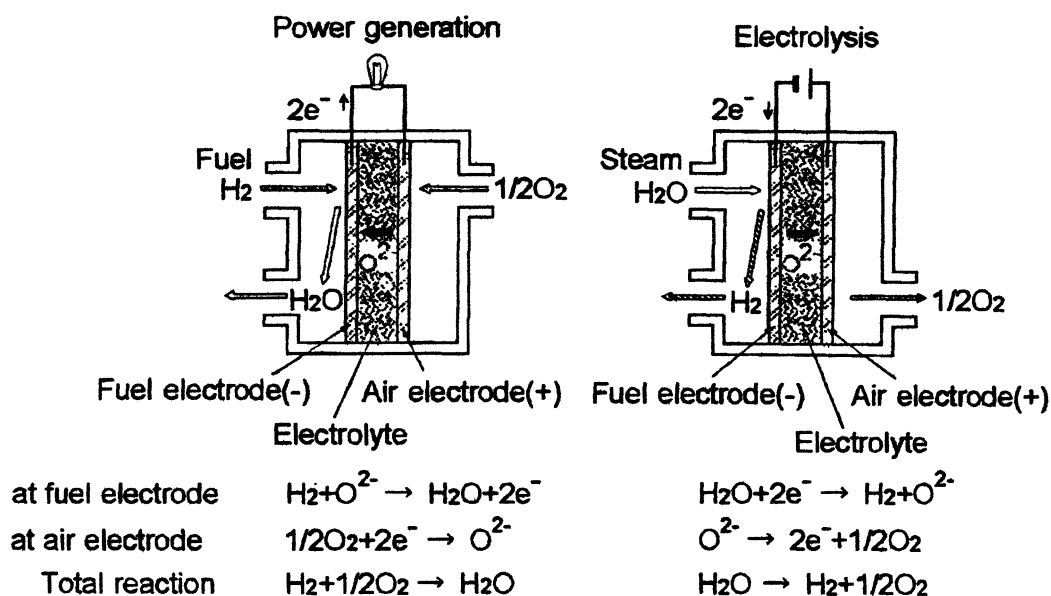 Power generation
Electrolysis
2e⁻
2e⁻
Fuel
H₂
1/2O₂
Steam
H₂O
O²⁻
O²⁻
H₂O
H₂
1/2O₂
Fuel electrode(-)
Air electrode(+)
Fuel electrode(-)
Air electrode(+)
Electrolyte
Electrolyte
at fuel electrode H₂+O²⁻ → H₂O+2e⁻ H₂O+2e⁻ → H₂+O²⁻
at air electrode 1/2O₂+2e⁻ → O²⁻ O²⁻ → 2e⁻+1/2O₂
Total reaction H₂+1/2O₂ → H₂O H₂O → H₂+1/2O₂